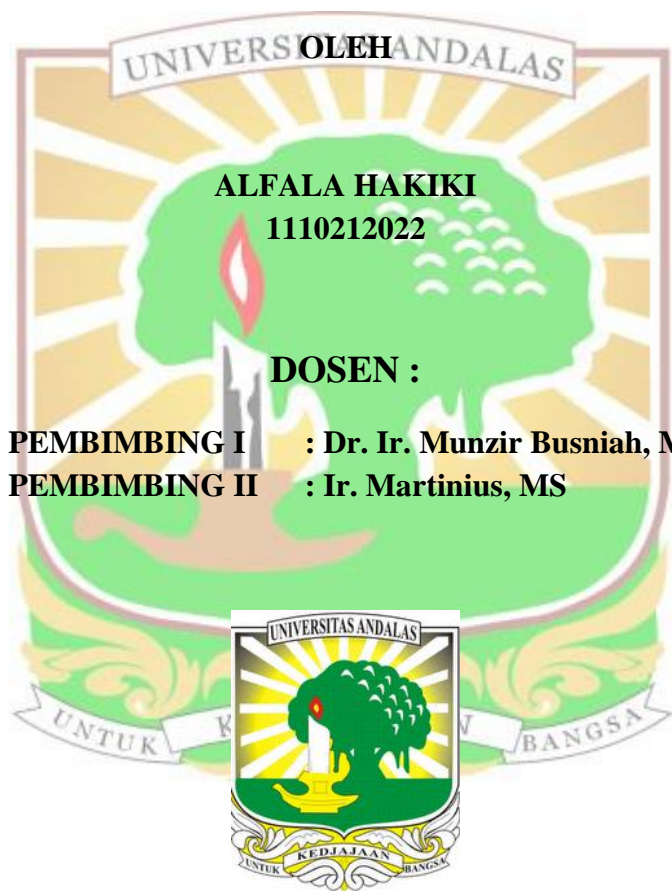 UNIVERSITAS ANDALAS
OLEH
ALFALA HAKIKI
1110212022
DOSEN :
PEMBIMBING I : Dr. Ir. Munzir Busniah, M
PEMBIMBING II : Ir. Martinius, MS
UNIVERSITAS ANDALAS
UNTUK BANGSA
UNTUK KEDJAJAAN BANGSA